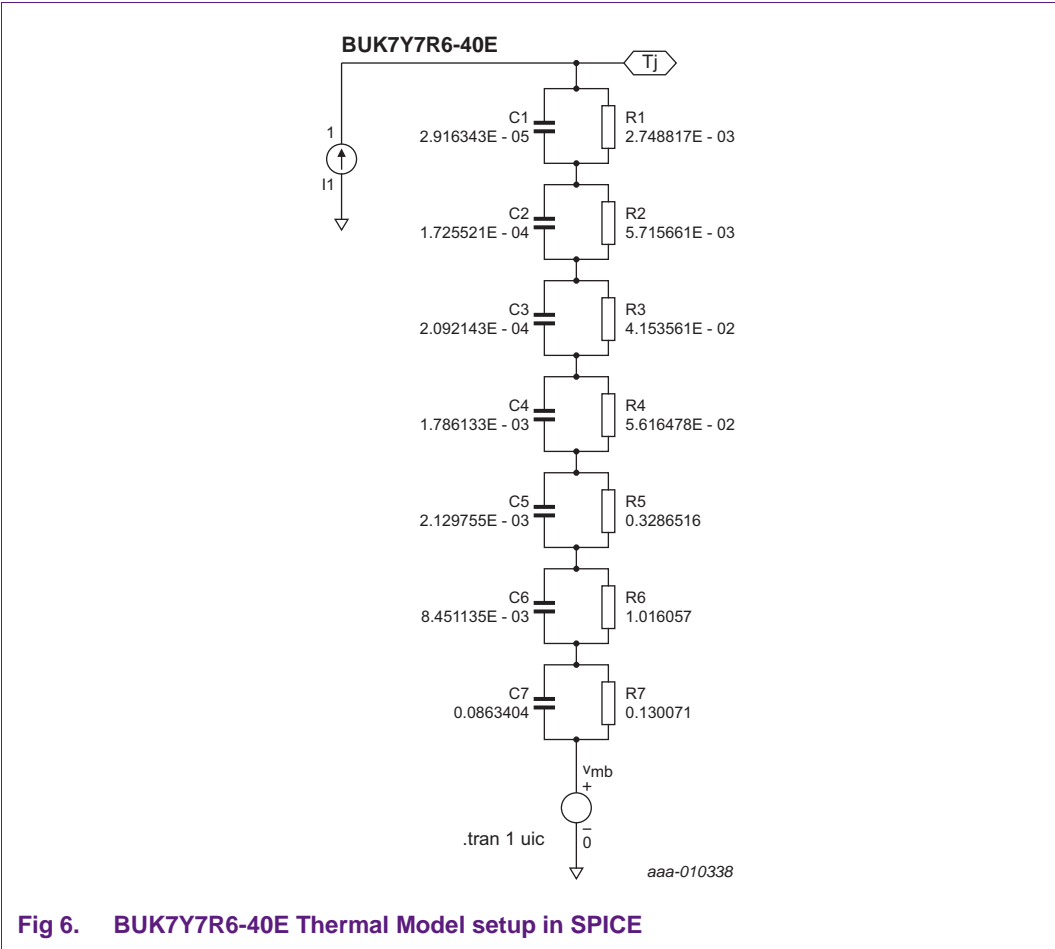 BUK7Y7R6-40E
Tj
1
I1
C1
2.916343E - 05
R1
2.748817E - 03
C2
1.725521E - 04
R2
5.715661E - 03
C3
2.092143E - 04
R3
4.153561E - 02
C4
1.786133E - 03
R4
5.616478E - 02
C5
2.129755E - 03
R5
0.3286516
C6
8.451135E - 03
R6
1.016057
C7
0.0863404
R7
0.130071
vmb
+
.tran 1 uic
–
0
aaa-010338
Fig 6. BUK7Y7R6-40E Thermal Model setup in SPICE